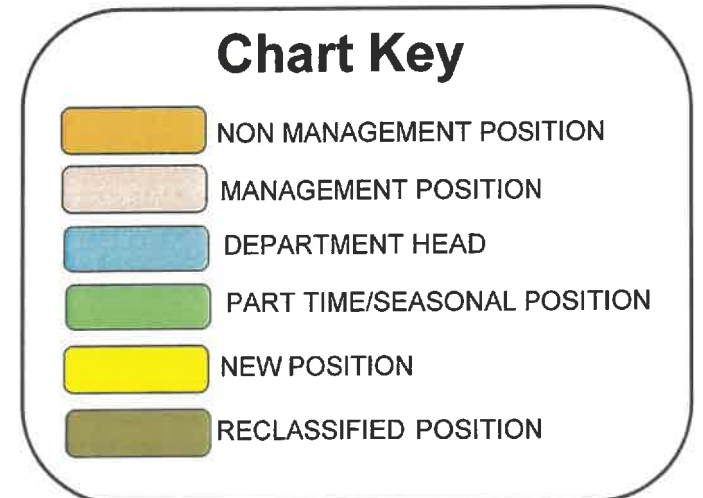 Chart Key
NON MANAGEMENT POSITION
MANAGEMENT POSITION
DEPARTMENT HEAD
PART TIME/SEASONAL POSITION
NEW POSITION
RECLASSIFIED POSITION